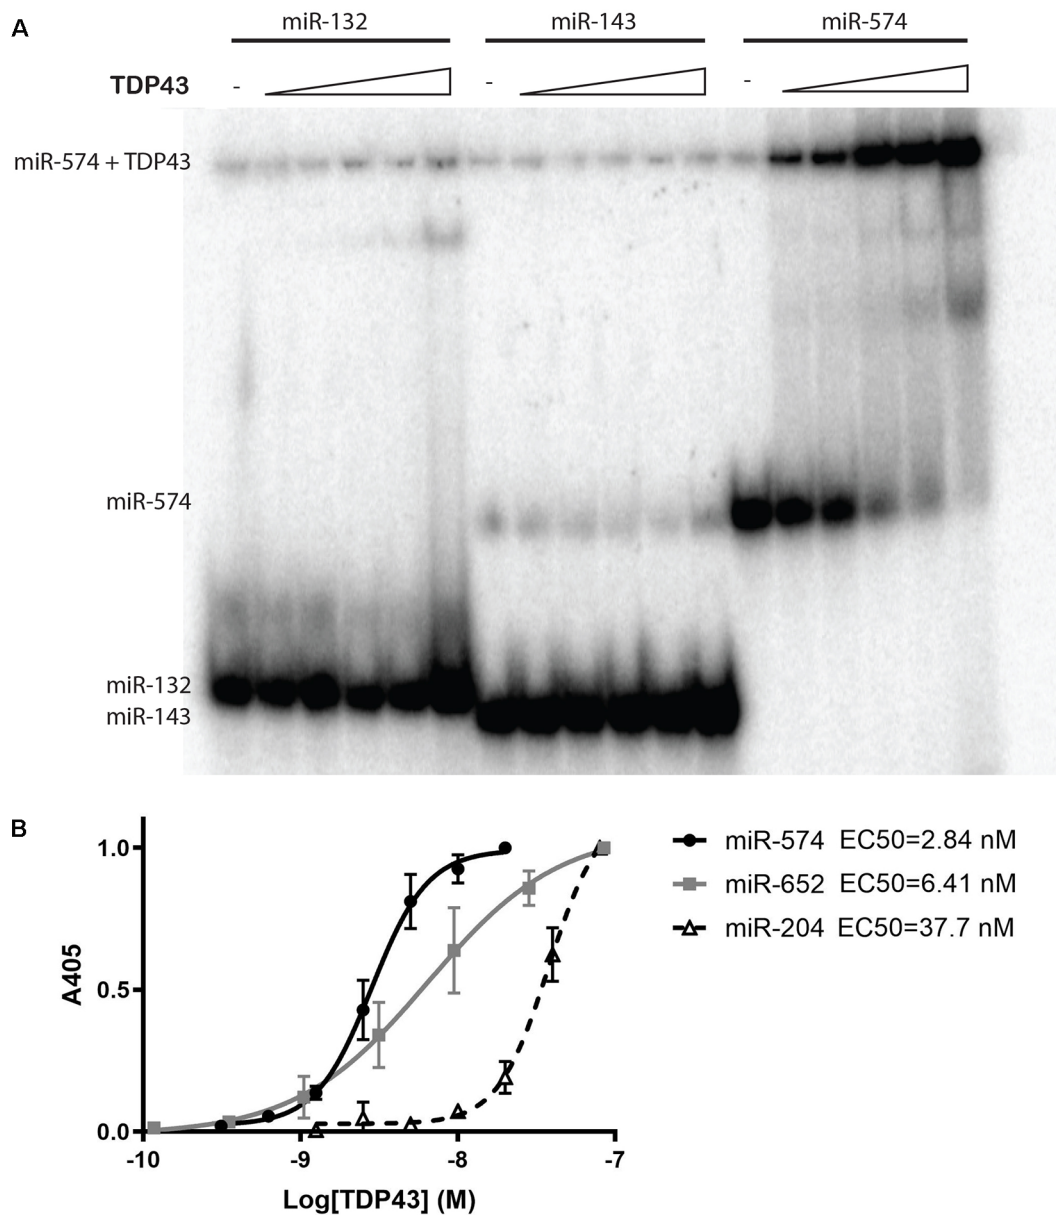 A
miR-132 miR-143 miR-574
TDP43 - - -
miR-574 + TDP43
miR-574
miR-132
miR-143
B
1.0
0.5
0.0
A405
-10 -9 -8 -7
Log[TDP43] (M)
miR-574 EC50=2.84 nM
miR-652 EC50=6.41 nM
miR-204 EC50=37.7 nM